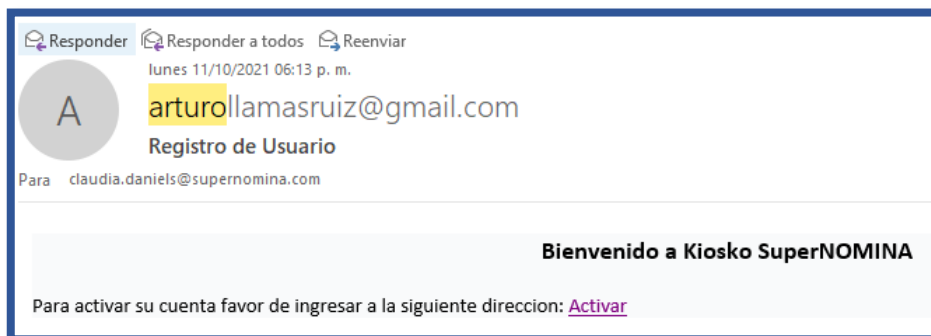 Responder Responder a todos Reenviar
lunes 11/10/2021 06:13 p. m.
A
arturollamasruiz@gmail.com
Registro de Usuario
Para claudia.daniels@supernomina.com
Bienvenido a Kiosko SuperNOMINA
Para activar su cuenta favor de ingresar a la siguiente direccion: Activar